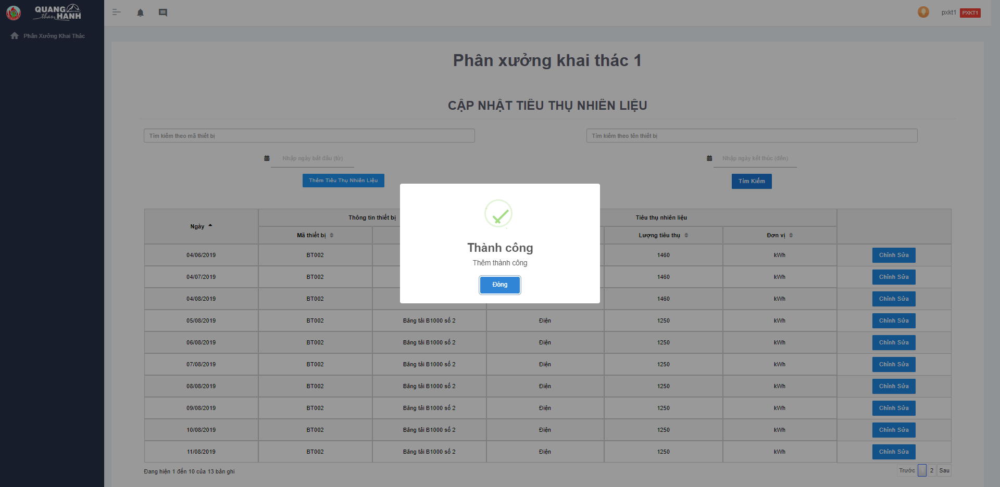 QUANG
than HANH
Phân Xưởng Khai Thác
pxkt1 PXKT1
Phân xưởng khai thác 1
CẬP NHẬT TIÊU THỤ NHIÊN LIỆU
Tìm kiếm theo mã thiết bị
Tìm kiếm theo tên thiết bị
Nhập ngày bắt đầu (từ)
Nhập ngày kết thúc (đến)
Thêm Tiêu Thụ Nhiên Liệu
Tìm Kiếm
Thành công
Thêm thành công
Đóng
Ngày Thông tin thiết bị Tiêu thụ nhiên liệu
Mã thiết bị Lượng tiêu thụ Đơn vị
04/06/2019 BT002 1460 kWh Chỉnh Sửa
04/07/2019 BT002 1460 kWh Chỉnh Sửa
04/08/2019 BT002 1460 kWh Chỉnh Sửa
05/08/2019 BT002 Băng tải B1000 số 2 Điện 1250 kWh Chỉnh Sửa
06/08/2019 BT002 Băng tải B1000 số 2 Điện 1250 kWh Chỉnh Sửa
07/08/2019 BT002 Băng tải B1000 số 2 Điện 1250 kWh Chỉnh Sửa
08/08/2019 BT002 Băng tải B1000 số 2 Điện 1250 kWh Chỉnh Sửa
09/08/2019 BT002 Băng tải B1000 số 2 Điện 1250 kWh Chỉnh Sửa
10/08/2019 BT002 Băng tải B1000 số 2 Điện 1250 kWh Chỉnh Sửa
11/08/2019 BT002 Băng tải B1000 số 2 Điện 1250 kWh Chỉnh Sửa
Đang hiện 1 đến 10 của 13 bản ghi
Trước 1 2 Sau